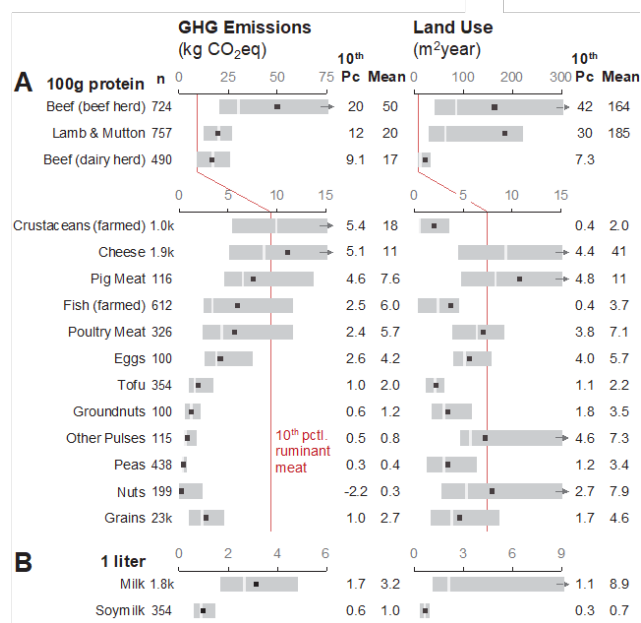 GHG Emissions Land Use
(kg CO₂eq) 10th (m²year) 10th
A 100g protein n 0 25 50 75 Pc Mean 0 100 200 300 Pc Mean
Beef (beef herd) 724 20 50 42 164
Lamb & Mutton 757 12 20 30 185
Beef (dairy herd) 490 9.1 17 7.3
0 5 10 15 0 5 10 15
Crustaceans (farmed) 1.0k 5.4 18 0.4 2.0
Cheese 1.9k 5.1 11 4.4 41
Pig Meat 116 4.6 7.6 4.8 11
Fish (farmed) 612 2.5 6.0 0.4 3.7
Poultry Meat 326 2.4 5.7 3.8 7.1
Eggs 100 2.6 4.2 4.0 5.7
Tofu 354 1.0 2.0 1.1 2.2
Groundnuts 100 0.6 1.2 1.8 3.5
Other Pulses 115 10th pctl. 0.5 0.8 4.6 7.3
ruminant
Peas 438 meat 0.3 0.4 1.2 3.4
Nuts 199 -2.2 0.3 2.7 7.9
Grains 23k 1.0 2.7 1.7 4.6
B 1 liter 0 2 4 6 0 3 6 9
Milk 1.8k 1.7 3.2 1.1 8.9
Soymilk 354 0.6 1.0 0.3 0.7